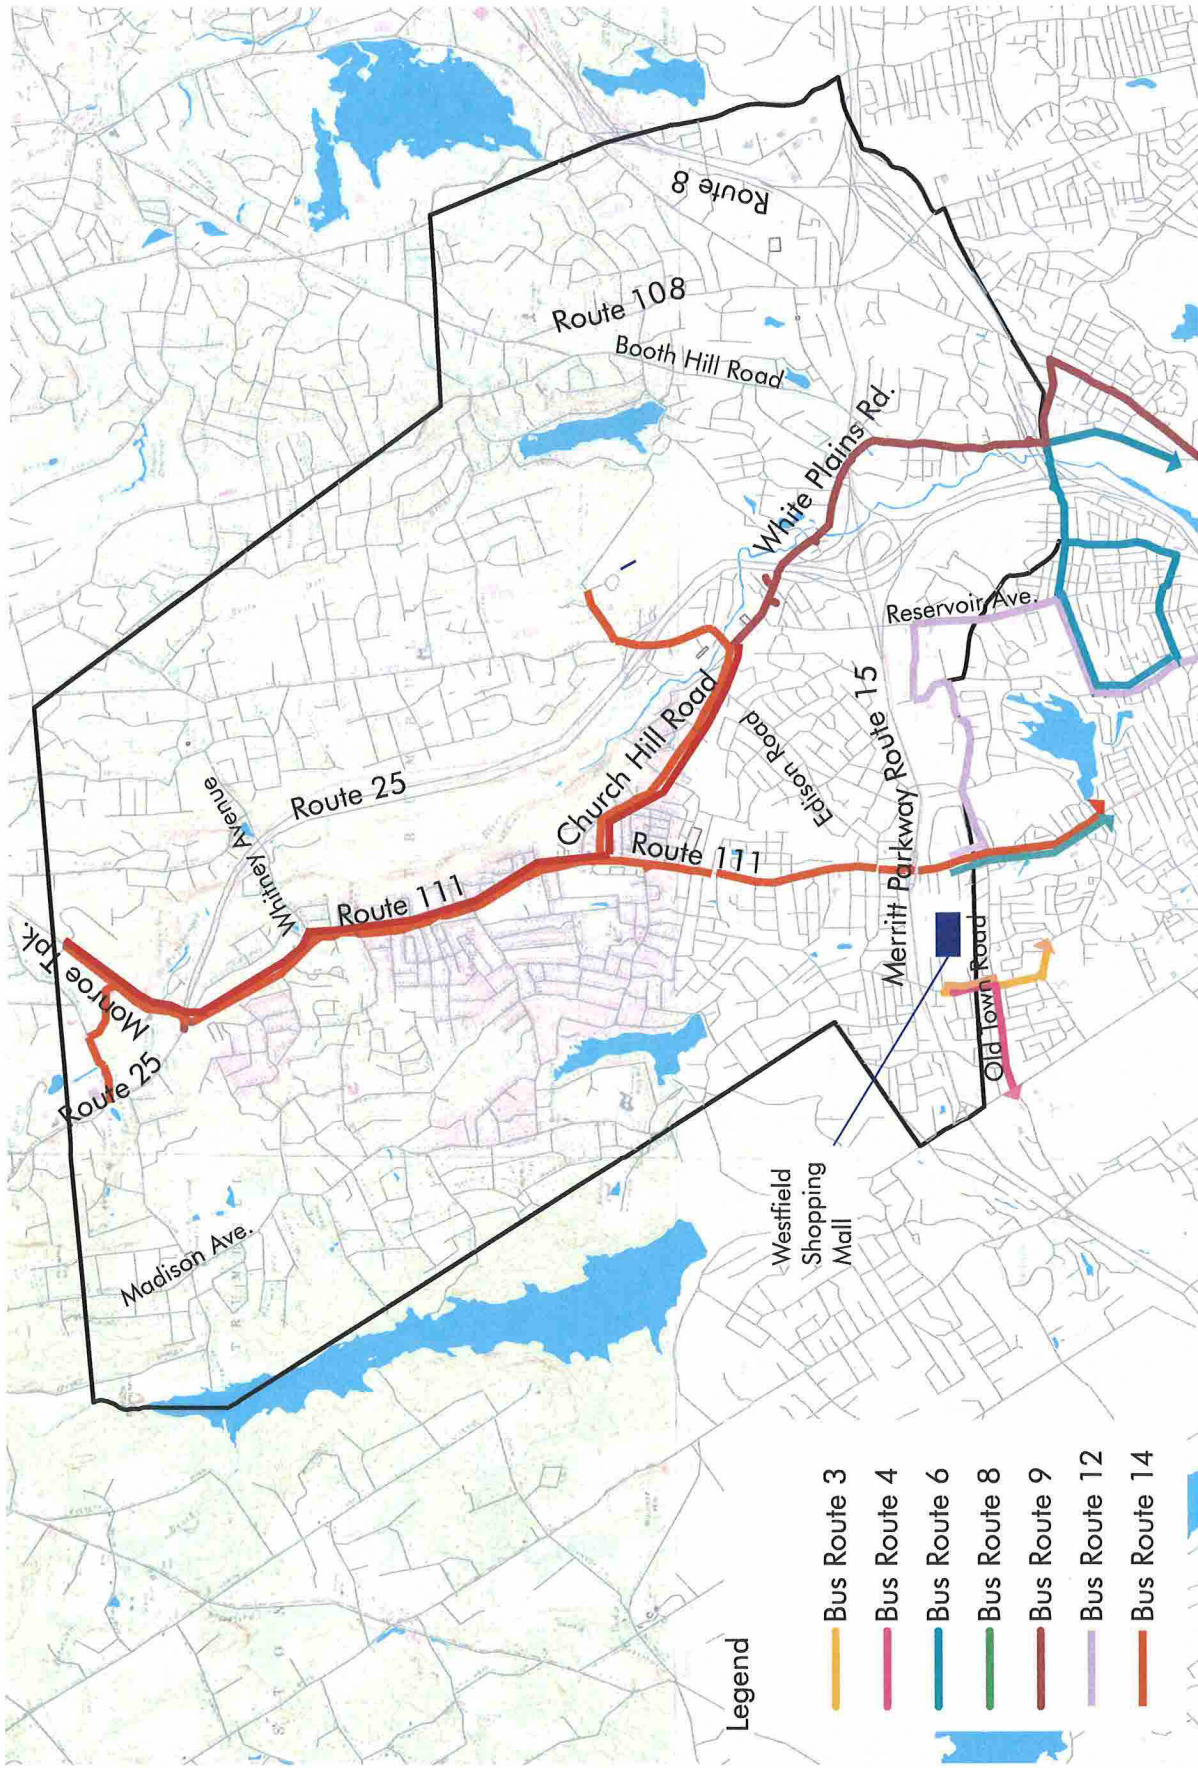 Route 8
Route 108
Booth Hill Road
White Plains Rd.
Reservoir Ave.
Route 25
Whitney Avenue
Church Hill Road
Edison Road
Merritt Parkway Route 15
Route 111
Route 111
Monroe Tpk.
Route 25
Old Town Road
Madison Ave.
Westfield
Shopping
Mall
Legend
Bus Route 3
Bus Route 4
Bus Route 6
Bus Route 8
Bus Route 9
Bus Route 12
Bus Route 14